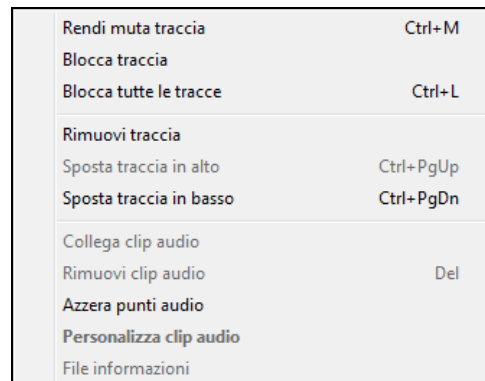 Rendi muta traccia Ctrl+M
Blocca traccia
Blocca tutte le tracce Ctrl+L
Rimuovi traccia
Sposta traccia in alto Ctrl+PgUp
Sposta traccia in basso Ctrl+PgDn
Collega clip audio
Rimuovi clip audio Del
Azzera punti audio
Personalizza clip audio
File informazioni